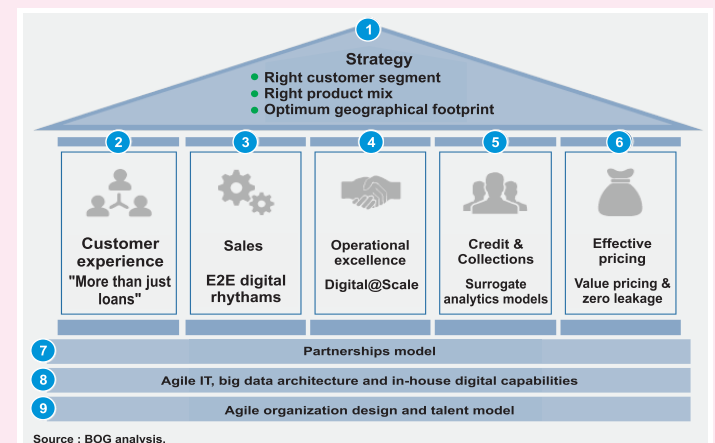 1
Strategy
Right customer segment
Right product mix
Optimum geographical footprint
2
3
4
5
6
Customer
experience
"More than just
loans"
Sales
E2E digital
rhythams
Operational
excellence
Digital@Scale
Credit &
Collections
Surrogate
analytics models
Effective
pricing
Value pricing &
zero leakage
7
Partnerships model
8
Agile IT, big data architecture and in-house digital capabilities
9
Agile organization design and talent model
Source : BOG analysis.